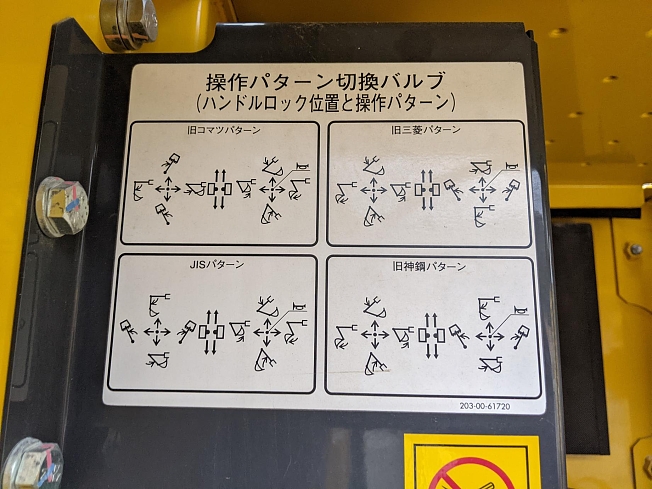 操作パターン切換バルブ
(ハンドルロック位置と操作パターン)
旧コマツパターン
旧三菱パターン
JISパターン
旧神鋼パターン
203-00-61720